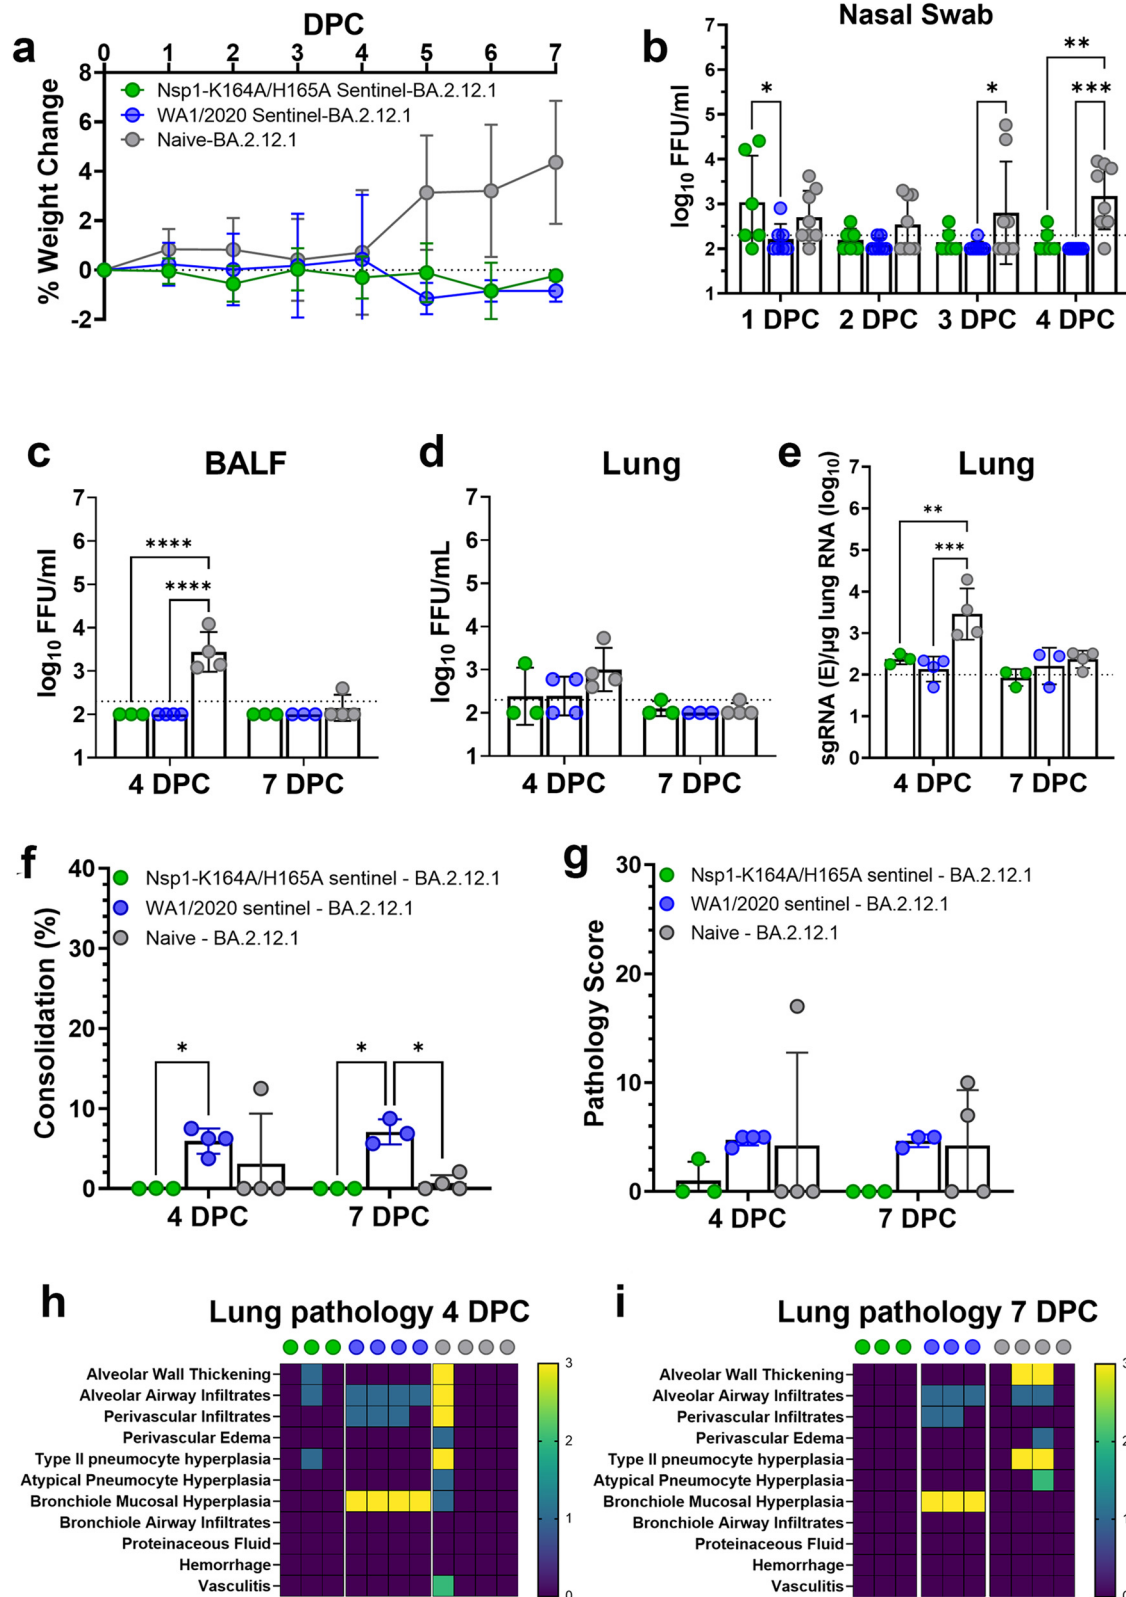 a
DPC
0 1 2 3 4 5 6 7
% Weight Change
8
6
4
2
0
-2
Nsp1-K164A/H165A Sentinel-BA.2.12.1
WA1/2020 Sentinel-BA.2.12.1
Naive-BA.2.12.1
b
Nasal Swab
log10 FFU/ml
7
6
5
4
3
2
1
*
*
**
***
1 DPC 2 DPC 3 DPC 4 DPC
c
BALF
log10 FFU/ml
7
6
5
4
3
2
1
****
****
4 DPC 7 DPC
d
Lung
log10 FFU/mL
7
6
5
4
3
2
1
4 DPC 7 DPC
e
Lung
sgRNA (E)/µg lung RNA (log10)
7
6
5
4
3
2
1
0
**
***
4 DPC 7 DPC
f
Consolidation (%)
40
30
20
10
0
Nsp1-K164A/H165A sentinel - BA.2.12.1
WA1/2020 sentinel - BA.2.12.1
Naive - BA.2.12.1
*
* *
4 DPC 7 DPC
g
Pathology Score
30
20
10
0
Nsp1-K164A/H165A sentinel - BA.2.12.1
WA1/2020 sentinel - BA.2.12.1
Naive - BA.2.12.1
4 DPC 7 DPC
h
Lung pathology 4 DPC
Alveolar Wall Thickening
Alveolar Airway Infiltrates
Perivascular Infiltrates
Perivascular Edema
Type II pneumocyte hyperplasia
Atypical Pneumocyte Hyperplasia
Bronchiole Mucosal Hyperplasia
Bronchiole Airway Infiltrates
Proteinaceous Fluid
Hemorrhage
Vasculitis
3
2
1
0
i
Lung pathology 7 DPC
Alveolar Wall Thickening
Alveolar Airway Infiltrates
Perivascular Infiltrates
Perivascular Edema
Type II pneumocyte hyperplasia
Atypical Pneumocyte Hyperplasia
Bronchiole Mucosal Hyperplasia
Bronchiole Airway Infiltrates
Proteinaceous Fluid
Hemorrhage
Vasculitis
3
2
1
0